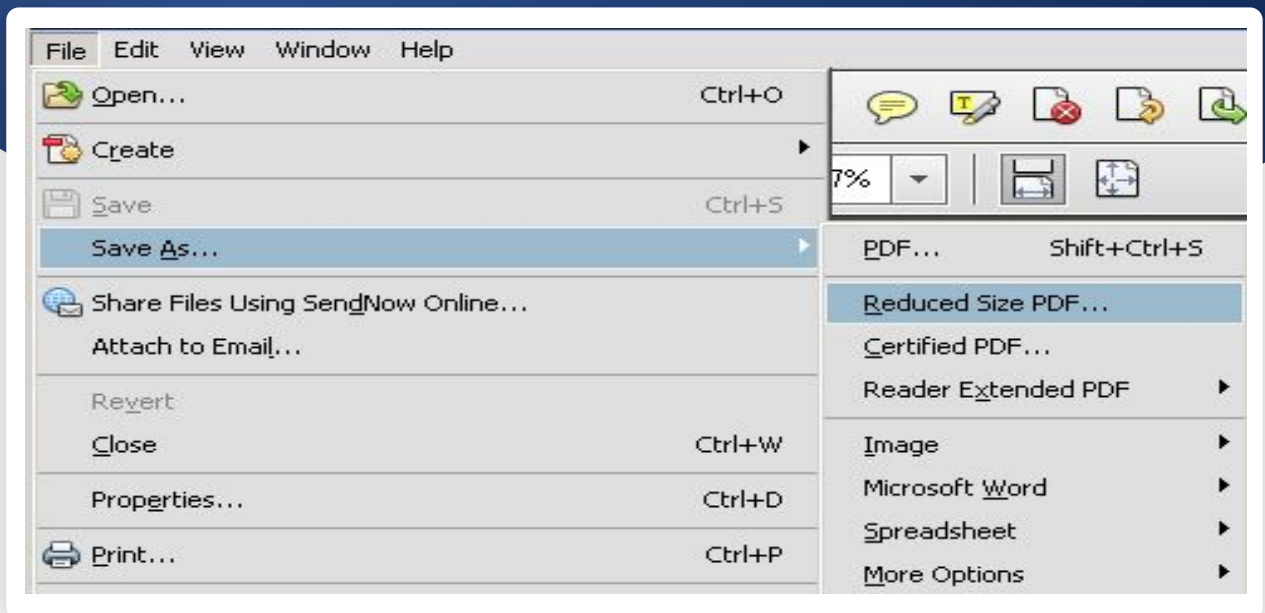 File Edit View Window Help
Open... Ctrl+O
Create
7%
Save Ctrl+S
Save As...
PDF... Shift+Ctrl+S
Share Files Using SendNow Online...
Reduced Size PDF...
Attach to Email...
Certified PDF...
Reader Extended PDF
Revert
Close Ctrl+W
Image
Microsoft Word
Properties... Ctrl+D
Spreadsheet
Print... Ctrl+P
More Options